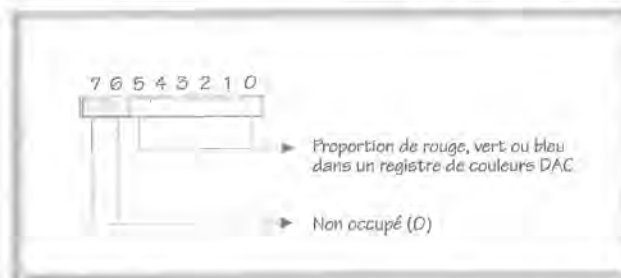 7 6 5 4 3 2 1 0
Proportion de rouge, vert ou bleu
dans un registre de couleurs DAC
Non occupé (0)